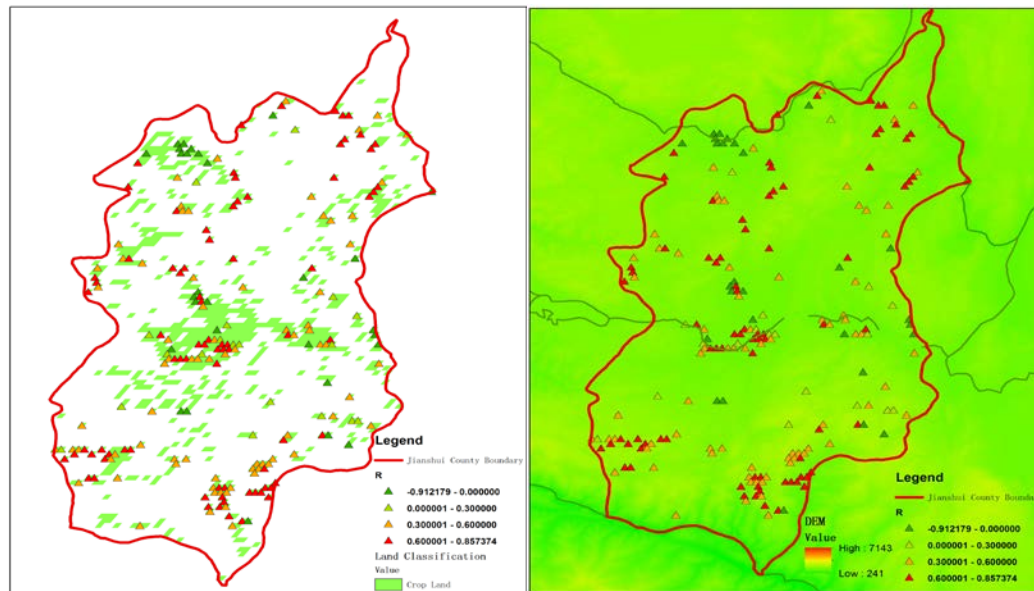 Legend
Jianshui County Boundary
R
-0.912179 - 0.000000
0.000001 - 0.300000
0.300001 - 0.600000
0.600001 - 0.857374
Land Classification
Value
Crop Land
DEM
Value
High : 7143
Low : 241
Legend
Jianshui County Boundary
R
-0.912179 - 0.000000
0.000001 - 0.300000
0.300001 - 0.600000
0.600001 - 0.857374